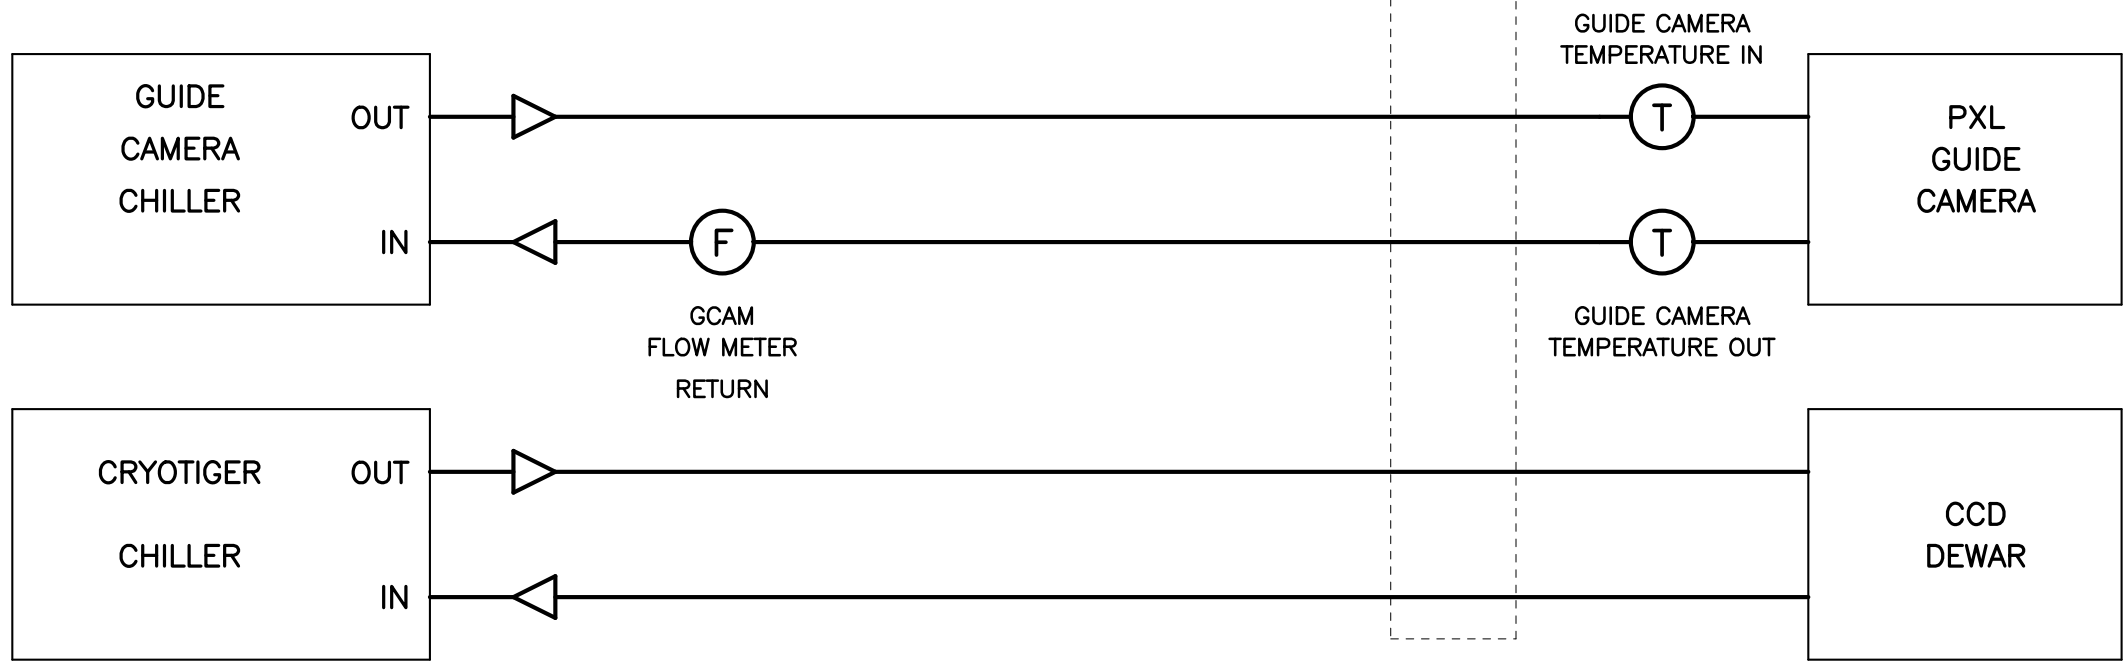 GUIDE CAMERA
TEMPERATURE IN
GUIDE
CAMERA
CHILLER
OUT
IN
T
PXL
GUIDE
CAMERA
F
T
GCAM
FLOW METER
RETURN
GUIDE CAMERA
TEMPERATURE OUT
CRYOTIGER
CHILLER
OUT
IN
CCD
DEWAR